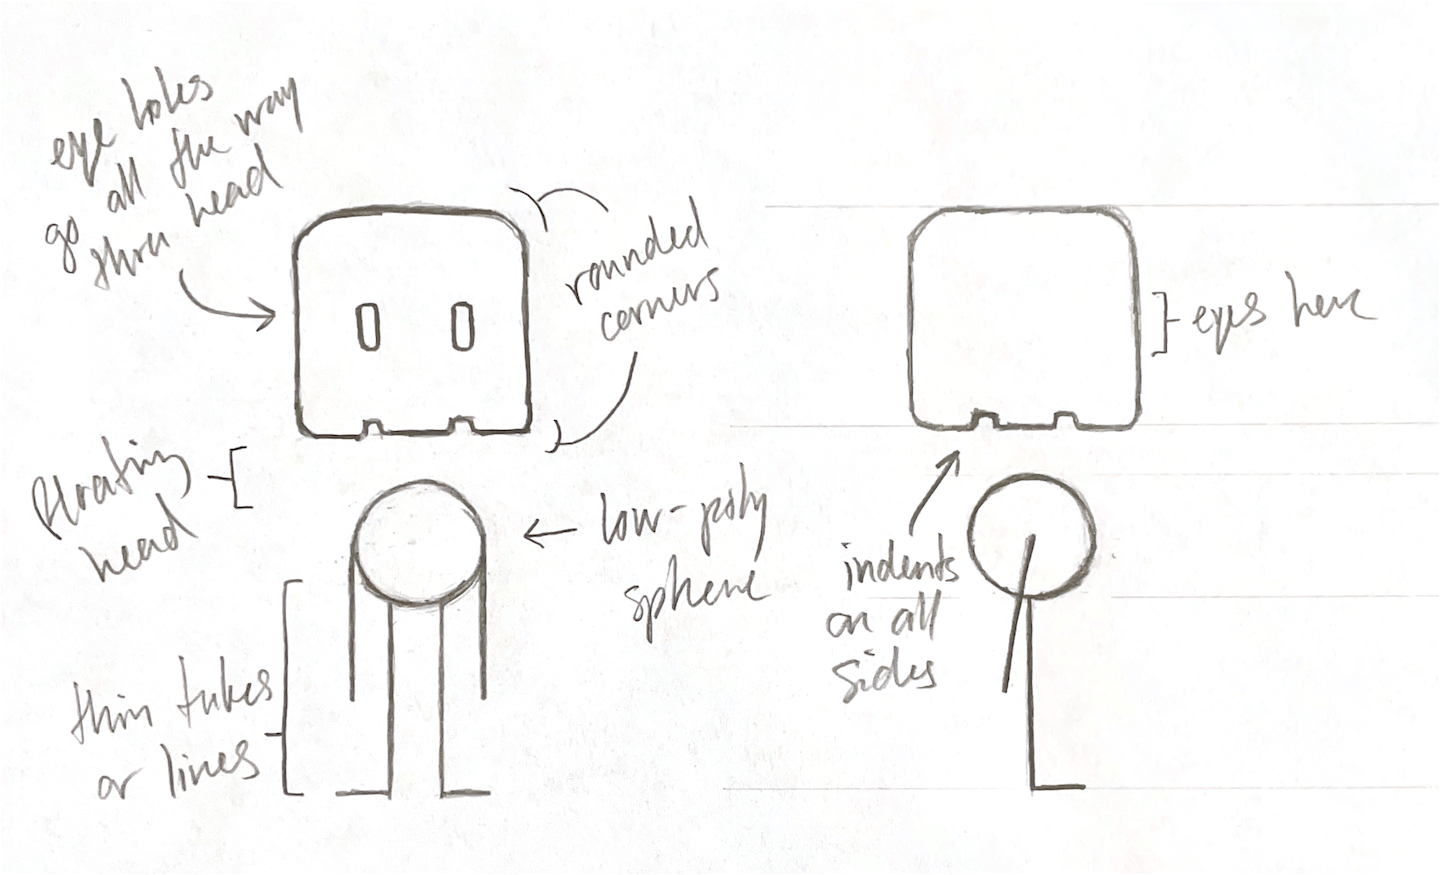 eye holes
go all the way
thru head
rounded
corners
floating
head
low-poly
sphere
thin tubes
or lines
eyes here
indents
on all
sides